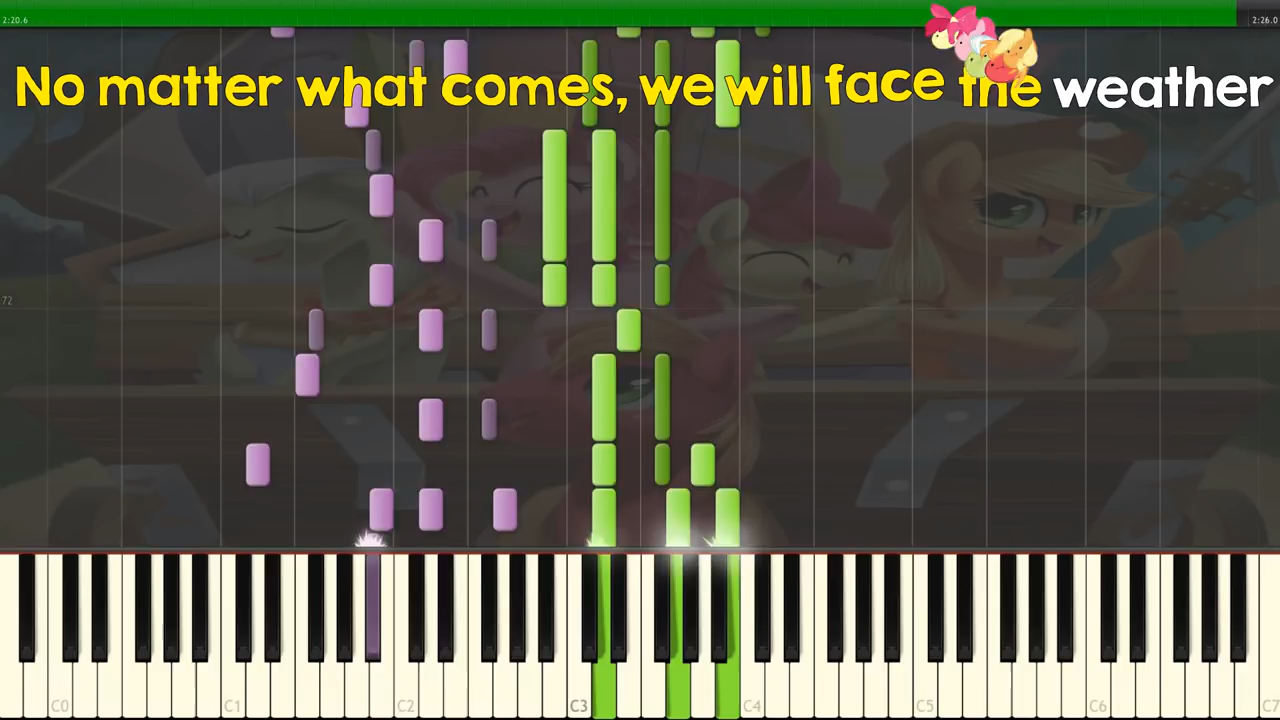 2:20.6
2:26.0
No matter what comes, we will face the weather
72
C0 C1 C2 C3 C4 C5 C6 C7